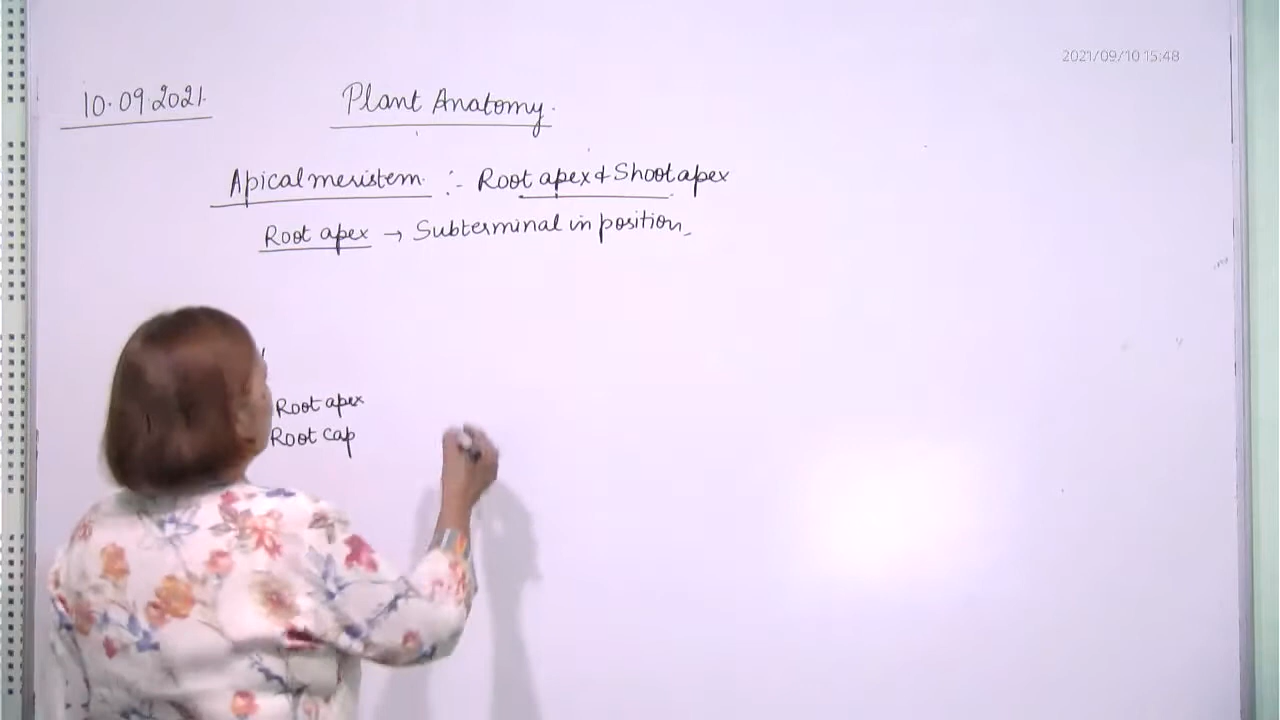 2021/09/10 15:48
10.09.2021. Plant Anatomy.
Apical meristem :- Root apex & Shoot apex
Root apex → Subterminal in position
Root apex
Root cap